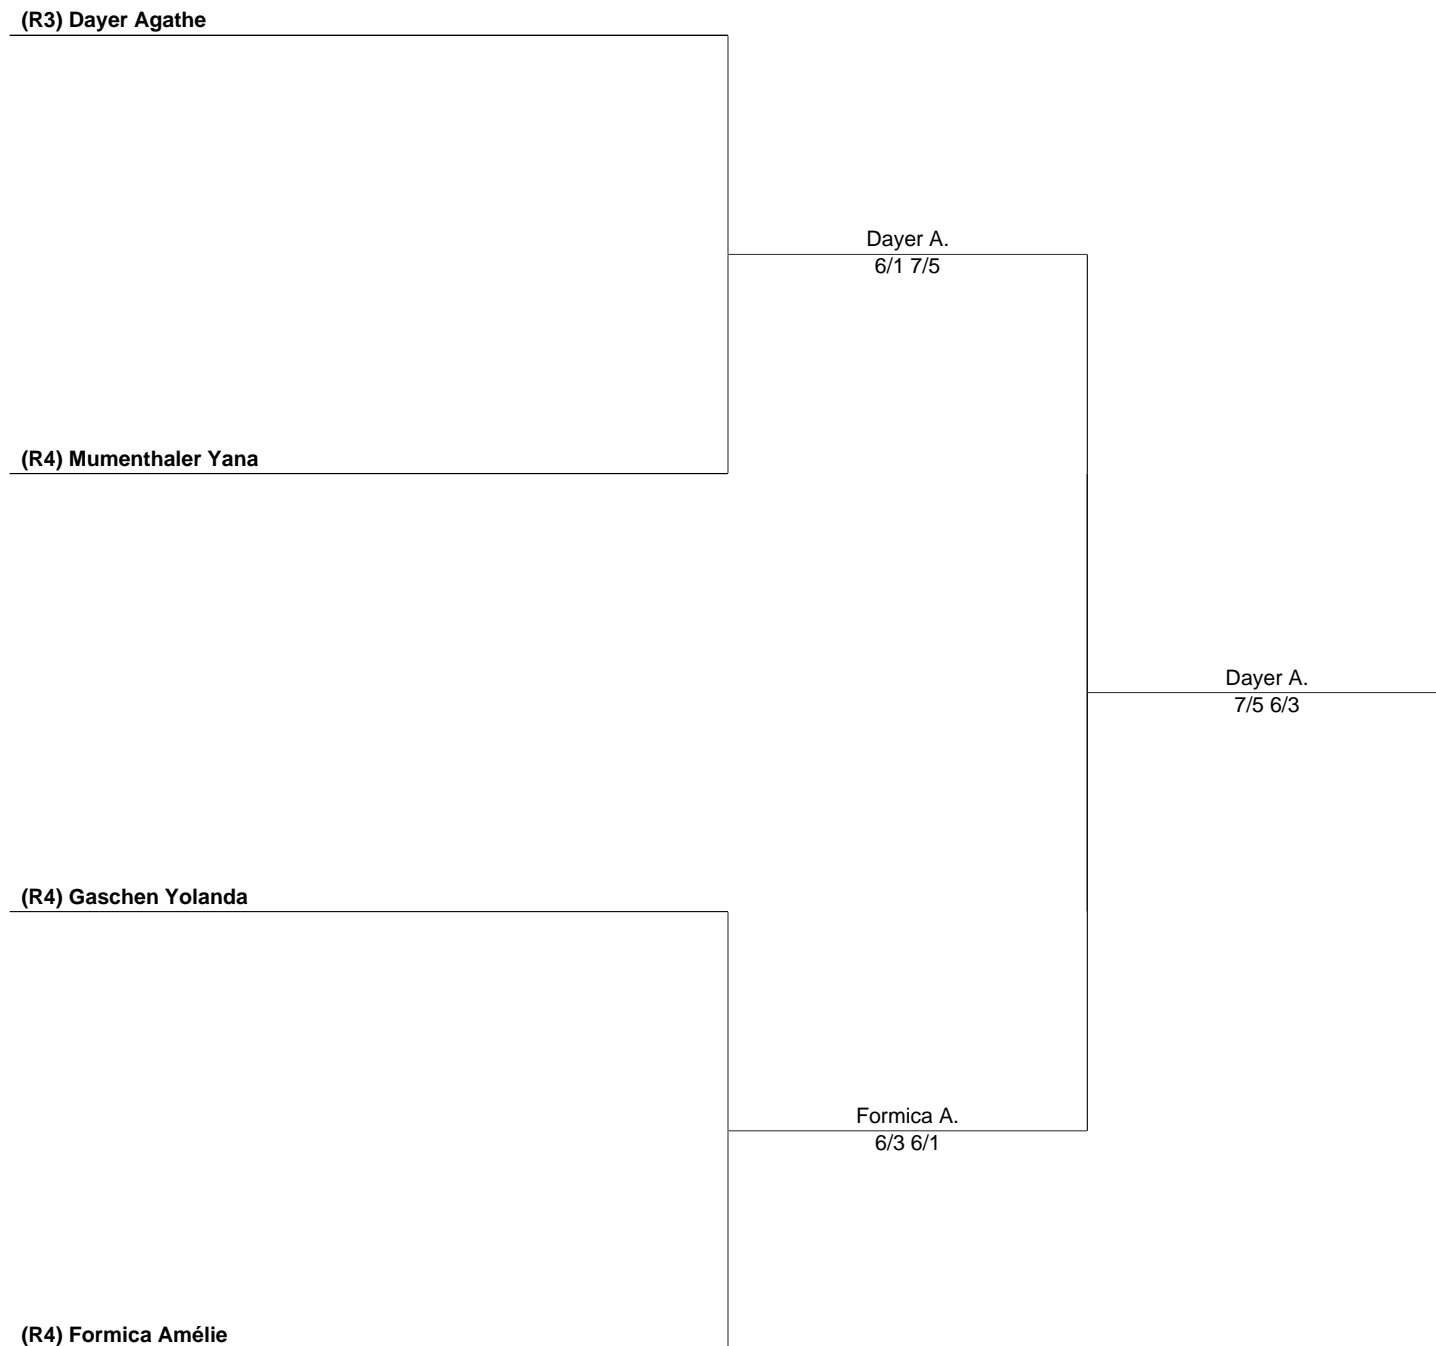 (R3) Dayer Agathe
Dayer A.
6/1 7/5
(R4) Mumenthaler Yana
Dayer A.
7/5 6/3
(R4) Gaschen Yolanda
Formica A.
6/3 6/1
(R4) Formica Amélie